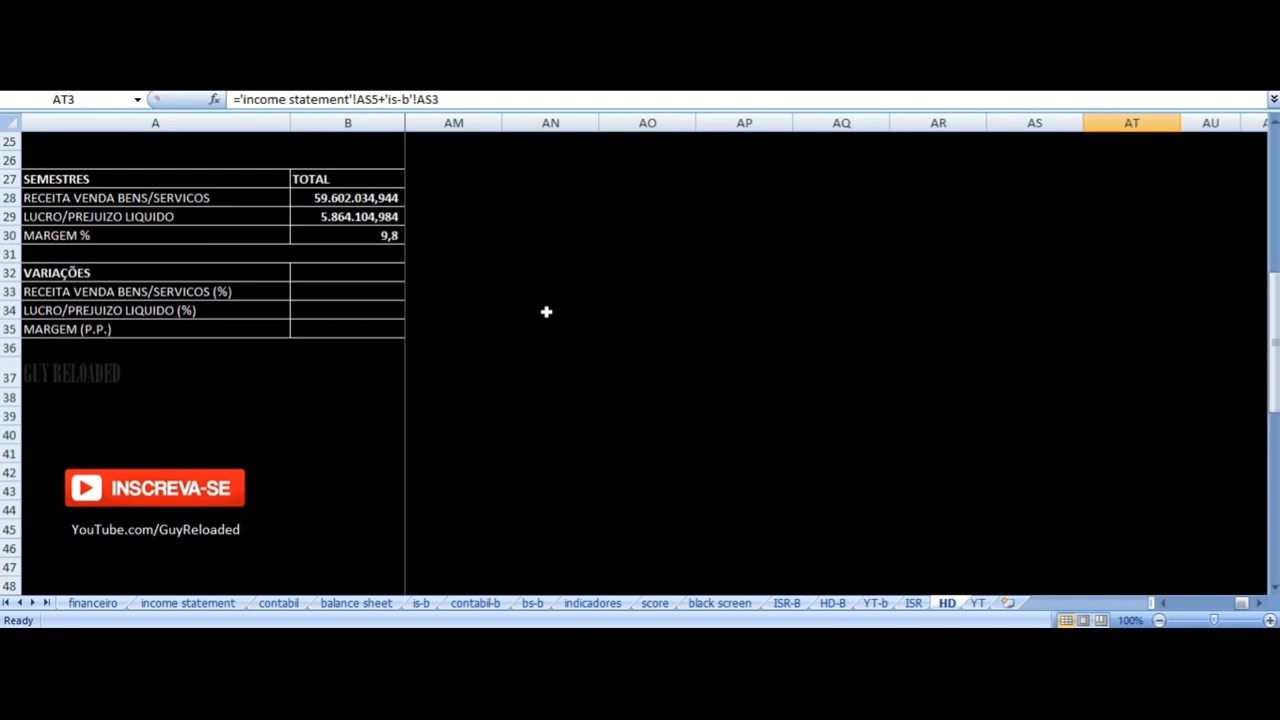 AT3 ='income statement'!AS5+'is-b'!AS3
A B AM AN AO AP AQ AR AS AT AU
25
26
27 SEMESTRES TOTAL
28 RECEITA VENDA BENS/SERVICOS 59.602.034,944
29 LUCRO/PREJUIZO LIQUIDO 5.864.104,984
30 MARGEM % 9,8
31
32 VARIAÇÕES
33 RECEITA VENDA BENS/SERVICOS (%)
34 LUCRO/PREJUIZO LIQUIDO (%)
35 MARGEM (P.P.)
36
37 GUY RELOADED
38
39
40
41
42
43 INSCREVA-SE
44
45 YouTube.com/GuyReloaded
46
47
48
financeiro income statement contabil balance sheet is-b contabil-b bs-b indicadores score black screen ISR-B HD-B YT-b ISR HD YT
Ready 100%